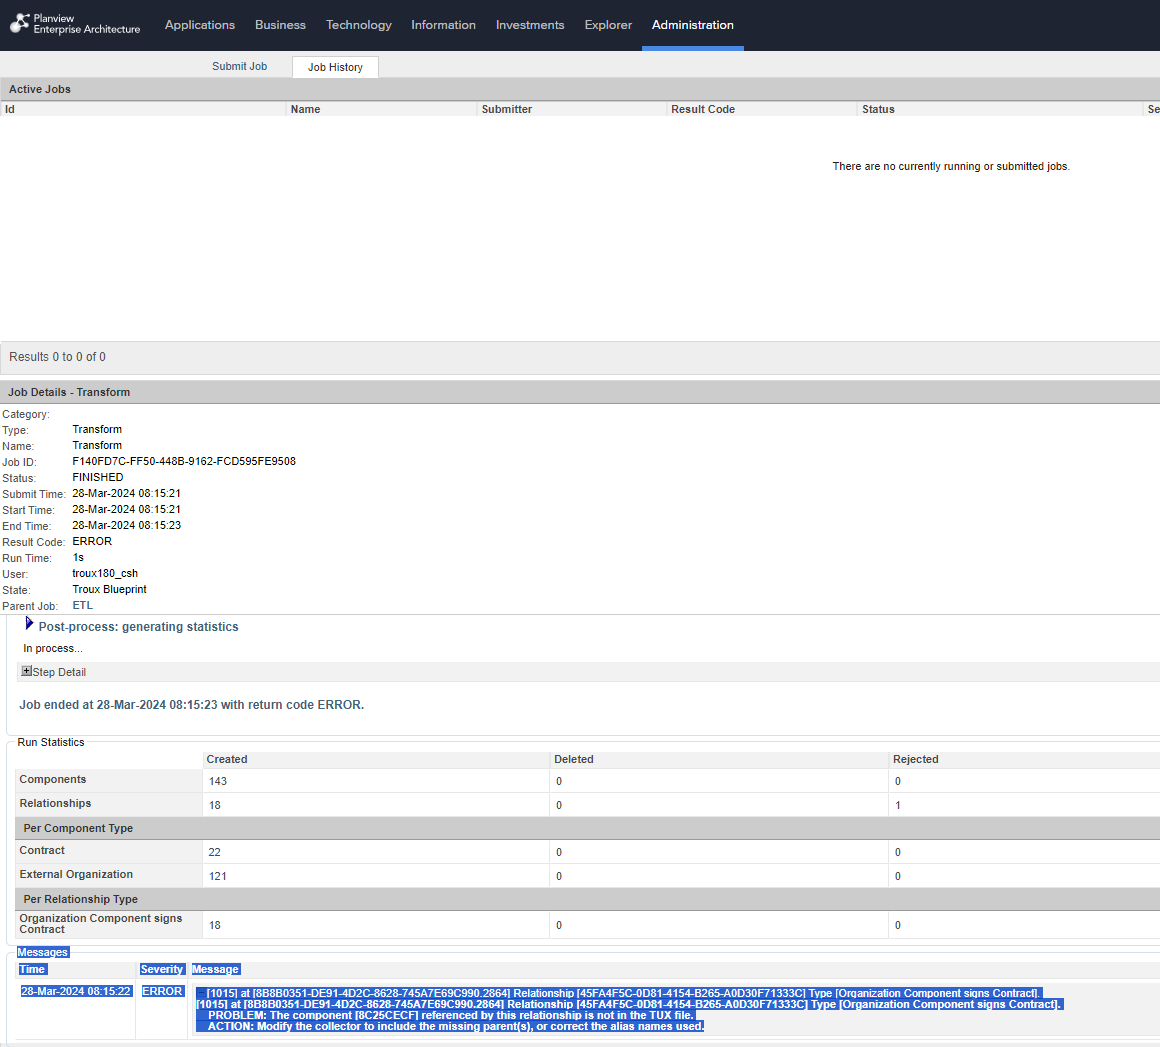 Planview
Enterprise Architecture
Applications Business Technology Information Investments Explorer Administration
Submit Job Job History
Active Jobs
Id Name Submitter Result Code Status Se
There are no currently running or submitted jobs.
Results 0 to 0 of 0
Job Details - Transform
Category:
Type: Transform
Name: Transform
Job ID: F140FD7C-FF50-448B-9162-FCD595FE9508
Status: FINISHED
Submit Time: 28-Mar-2024 08:15:21
Start Time: 28-Mar-2024 08:15:21
End Time: 28-Mar-2024 08:15:23
Result Code: ERROR
Run Time: 1s
User: troux180_csh
State: Troux Blueprint
Parent Job: ETL
Post-process: generating statistics
In process...
Step Detail
Job ended at 28-Mar-2024 08:15:23 with return code ERROR.
Run Statistics
Created Deleted Rejected
Components 143 0 0
Relationships 18 0 1
Per Component Type
Contract 22 0 0
External Organization 121 0 0
Per Relationship Type
Organization Component signs
Contract 18 0 0
Messages
Time Severity Message
28-Mar-2024 08:15:22 ERROR – [1015] at [8B8B0351-DE91-4D2C-8628-745A7E69C990.2864] Relationship [45FA4F5C-0D81-4154-B265-A0D30F71333C] Type [Organization Component signs Contract].
[1015] at [8B8B0351-DE91-4D2C-8628-745A7E69C990.2864] Relationship [45FA4F5C-0D81-4154-B265-A0D30F71333C] Type [Organization Component signs Contract].
PROBLEM: The component [8C25CECF] referenced by this relationship is not in the TUX file.
ACTION: Modify the collector to include the missing parent(s), or correct the alias names used.